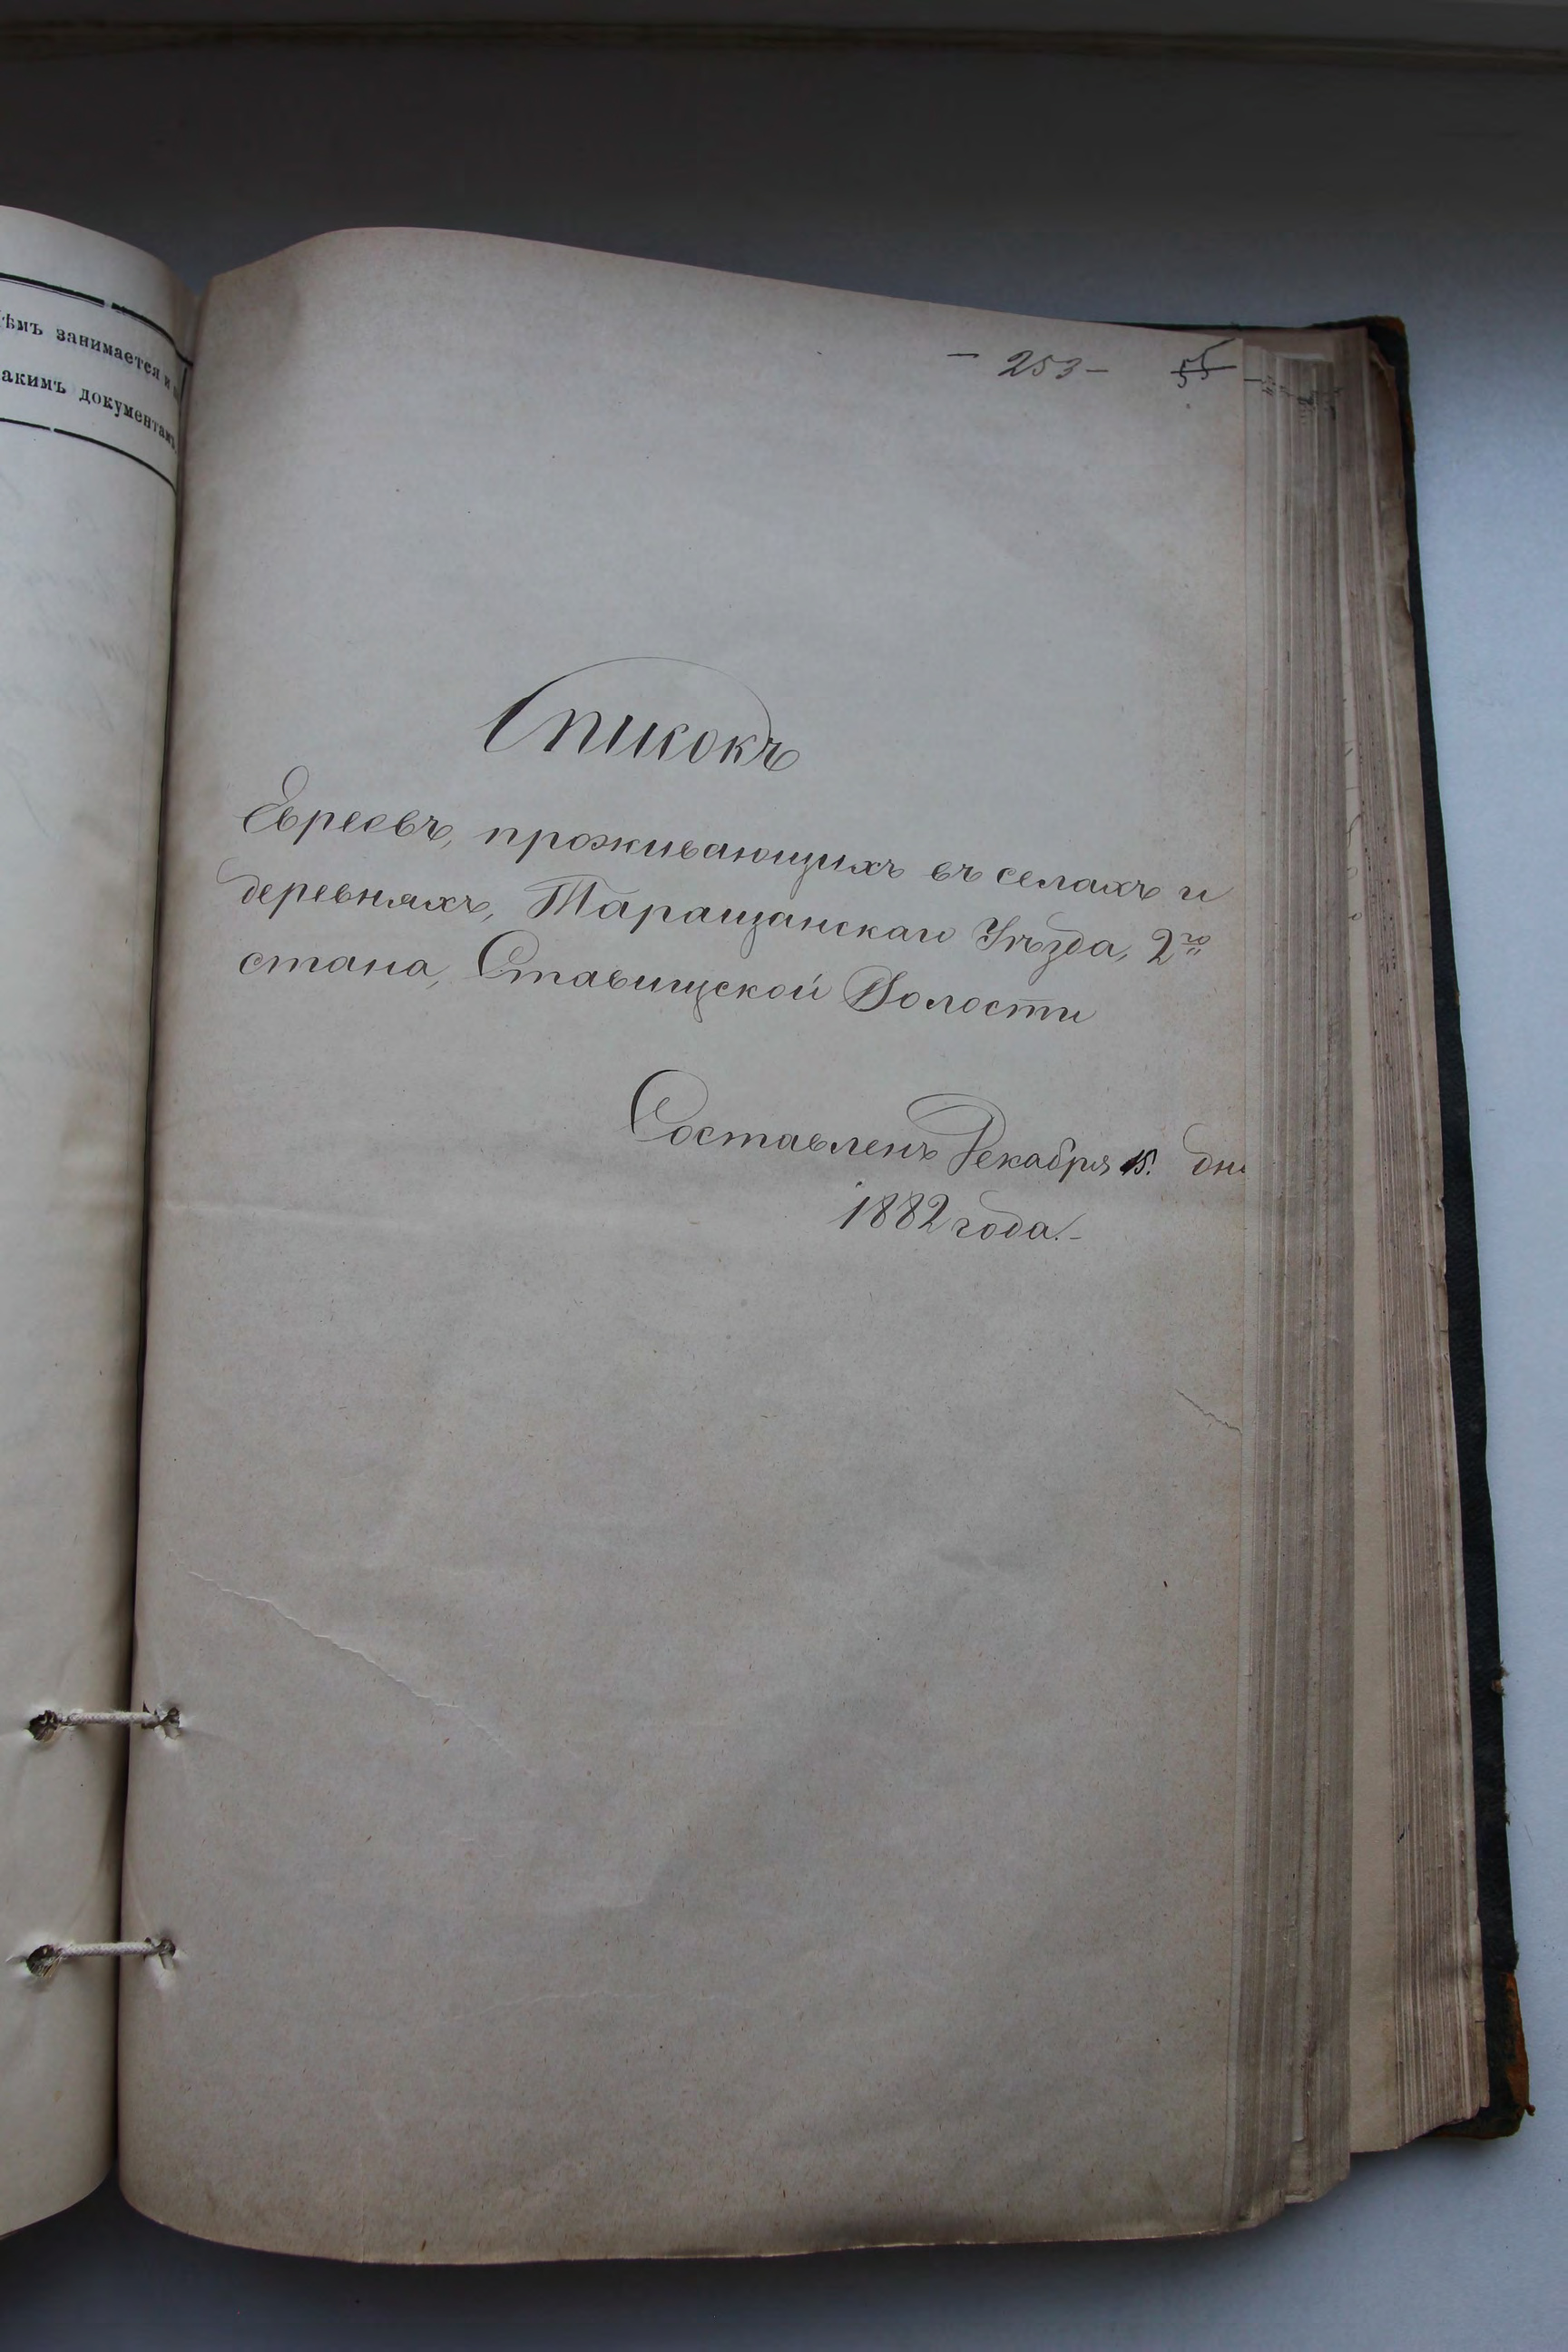 занимается и
акимъ документамъ
- 253 - 55
Списокъ
Евреевъ, проживающихъ въ селахъ и
деревняхъ, Таращанскаго Уѣзда, 2го
стана, Ставищской Волости
Составленъ Декабря 15. дня
1882 года.-